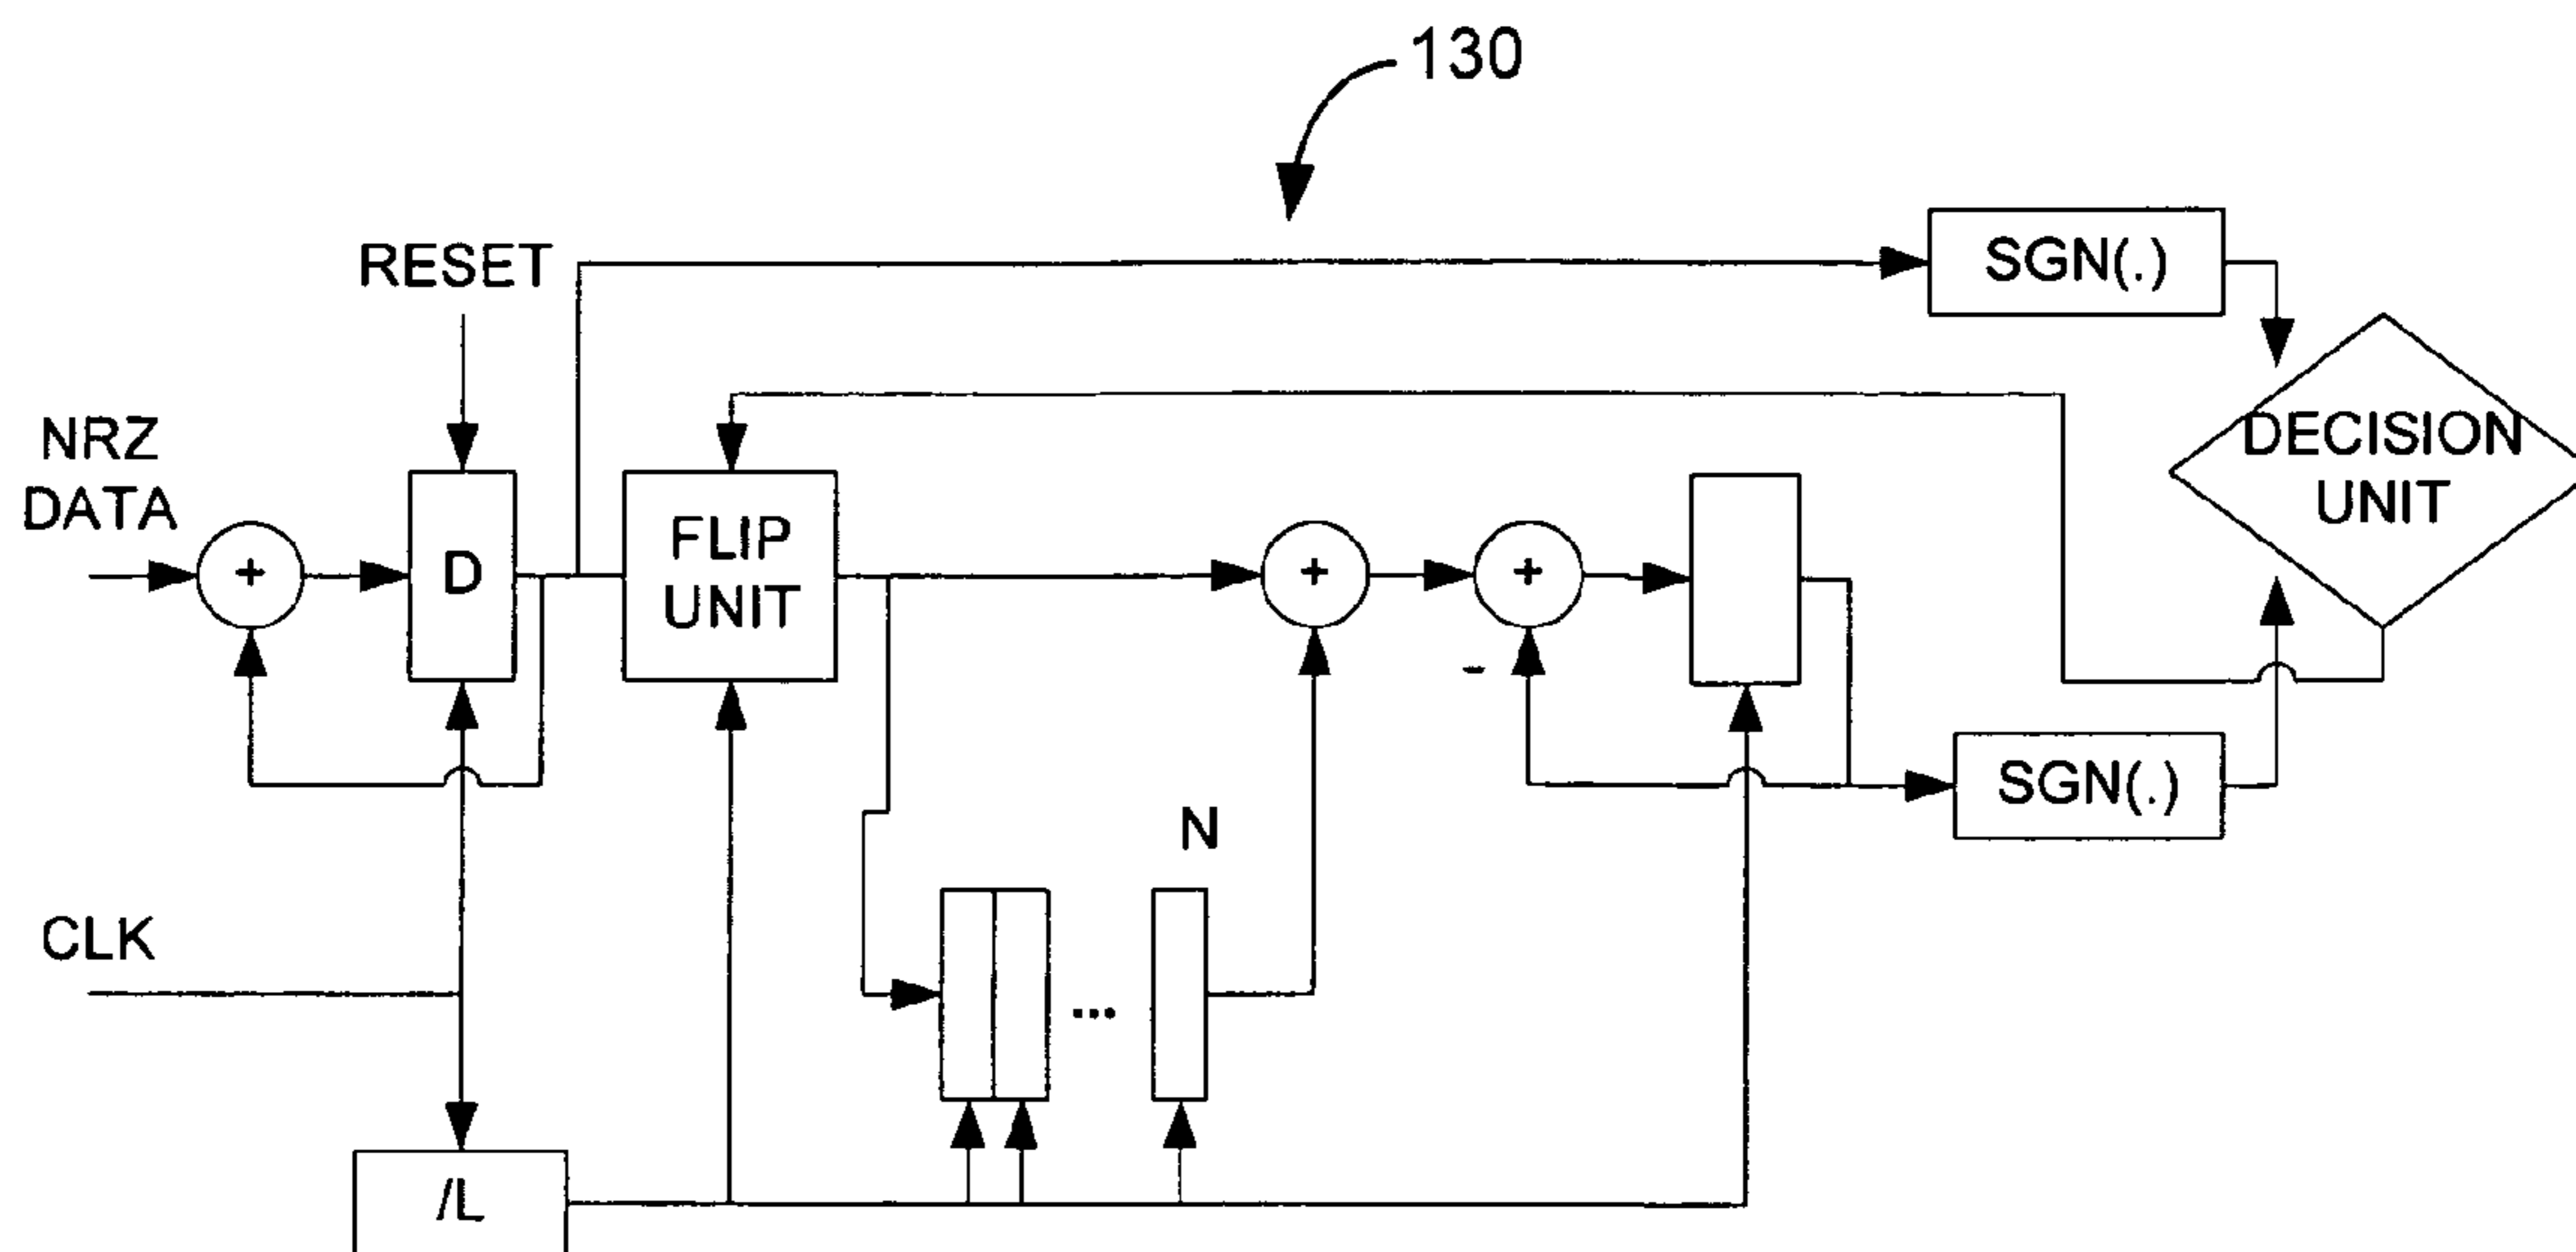 130
RESET
SGN(.)
NRZ
DATA
+
D
FLIP
UNIT
+
+
-
DECISION
UNIT
SGN(.)
N
CLK
...
/L